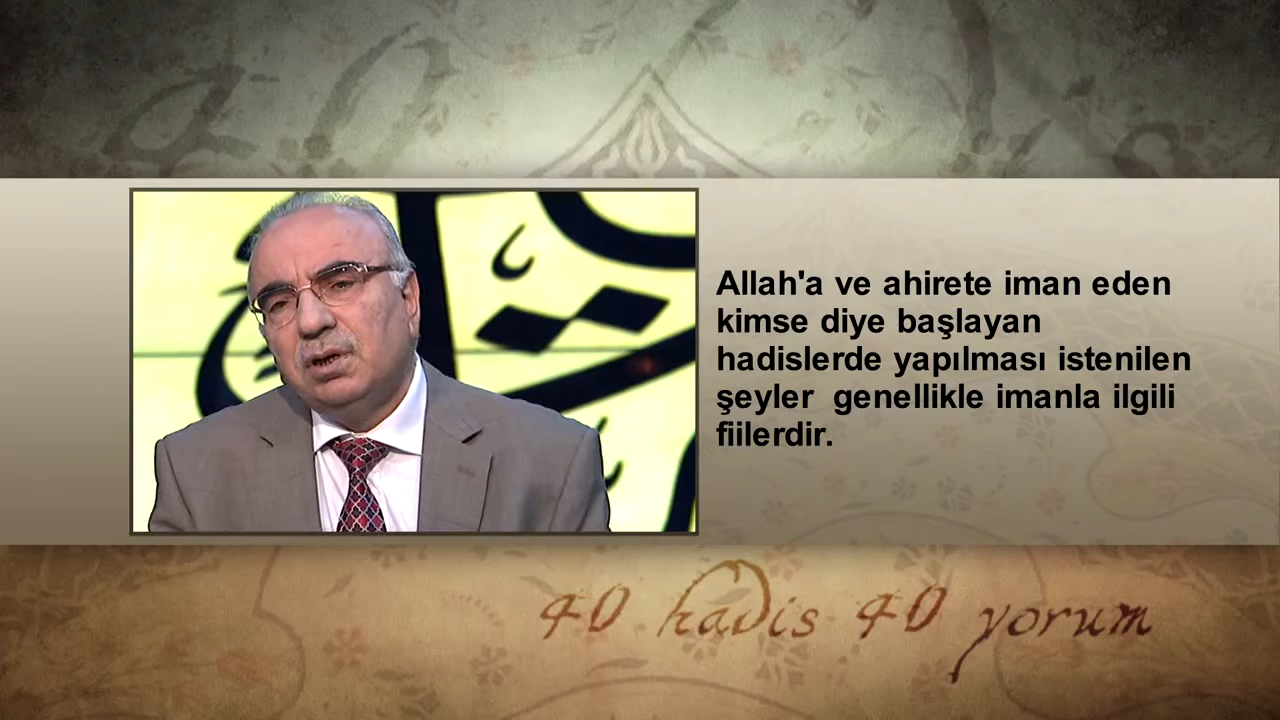 Allah'a ve ahirete iman eden
kimse diye başlayan
hadislerde yapılması istenilen
şeyler  genellikle imanla ilgili
fiilerdir.
40 hadis 40 yorum